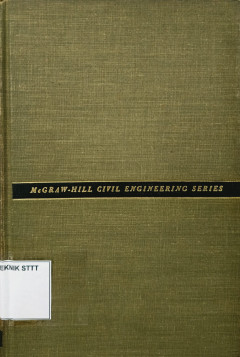 McGRAW-HILL CIVIL ENGINEERING SERIES
EKNIK STTT